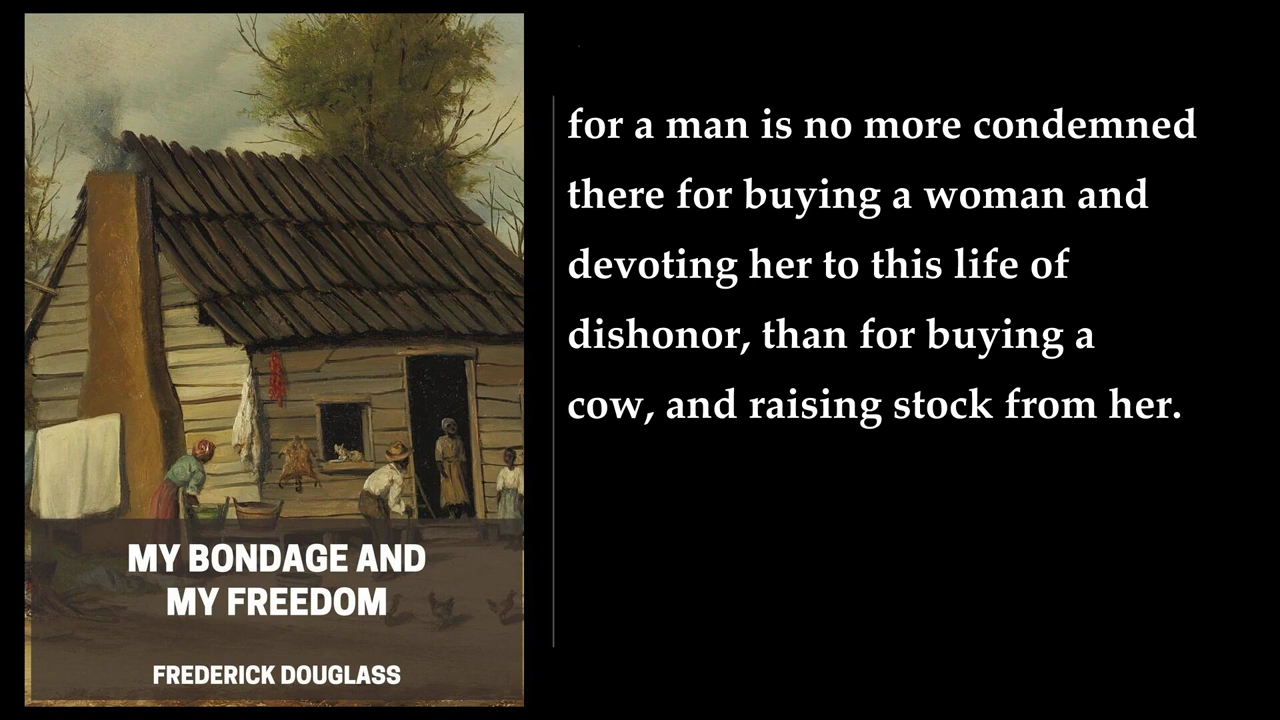 for a man is no more condemned
there for buying a woman and
devoting her to this life of
dishonor, than for buying a
cow, and raising stock from her.
MY BONDAGE AND
MY FREEDOM
FREDERICK DOUGLASS